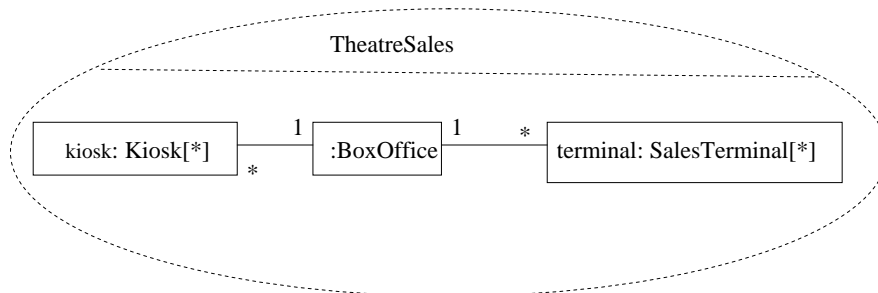 TheatreSales
1 1 *
kiosk: Kiosk[*] :BoxOffice terminal: SalesTerminal[*]
*